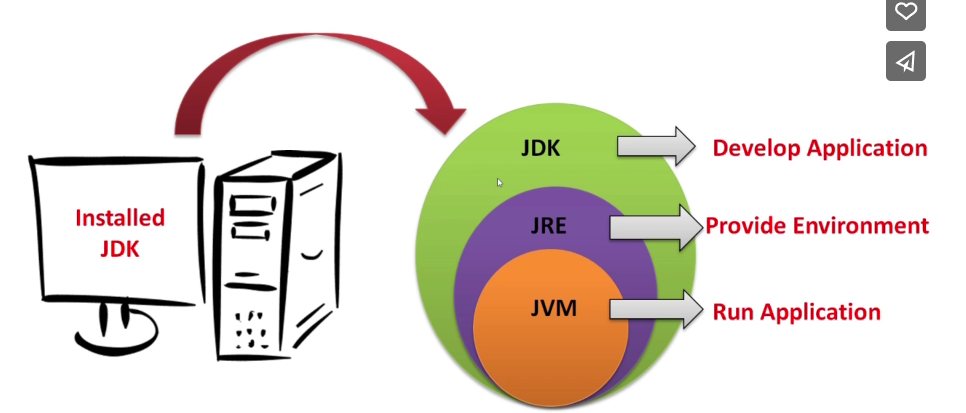 Installed
JDK
JDK
Develop Application
JRE
Provide Environment
JVM
Run Application